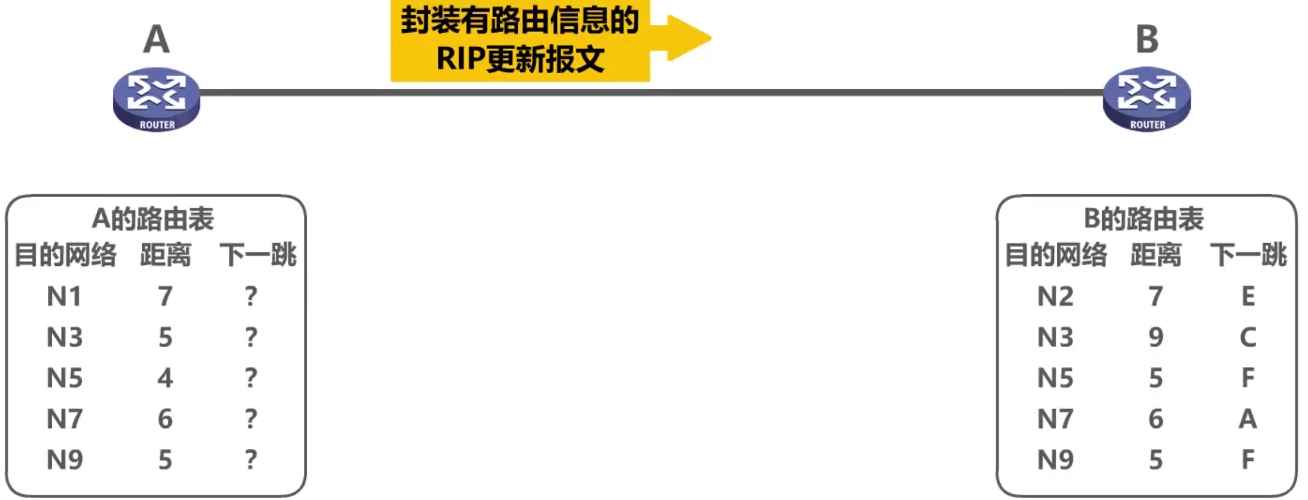 封装有路由信息的
RIP更新报文
A
B
ROUTER
ROUTER
A的路由表
目的网络 距离 下一跳
N1 7 ?
N3 5 ?
N5 4 ?
N7 6 ?
N9 5 ?
B的路由表
目的网络 距离 下一跳
N2 7 E
N3 9 C
N5 5 F
N7 6 A
N9 5 F